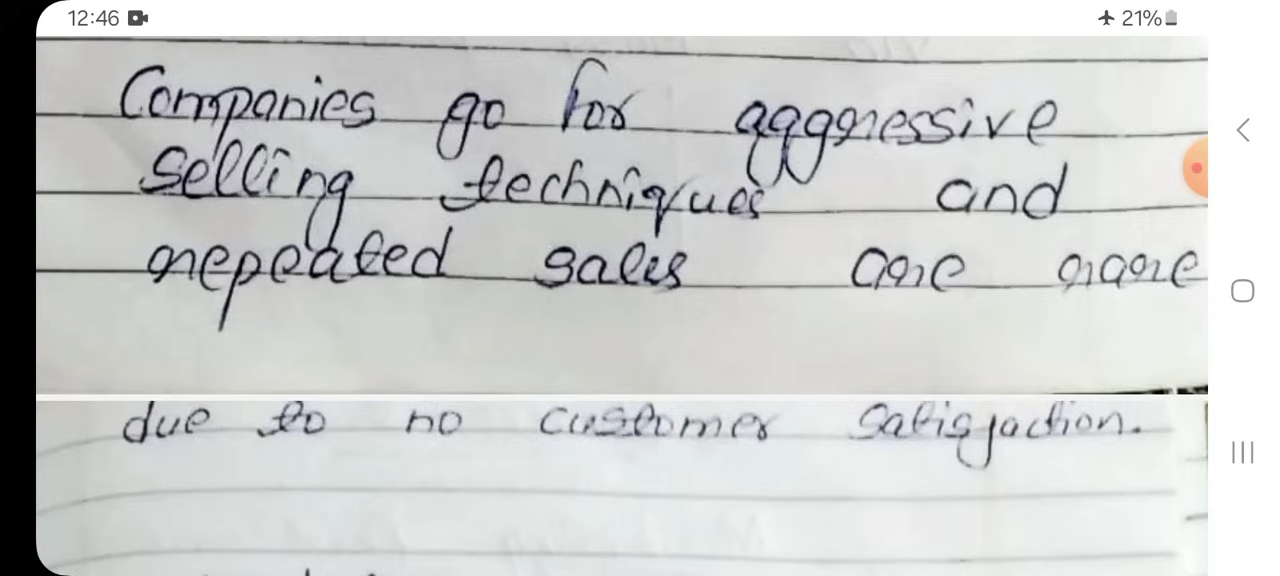 12:46
21%
Companies go for aggressive
selling techniques and
repeated sales are rare
due to no customer satisfaction.